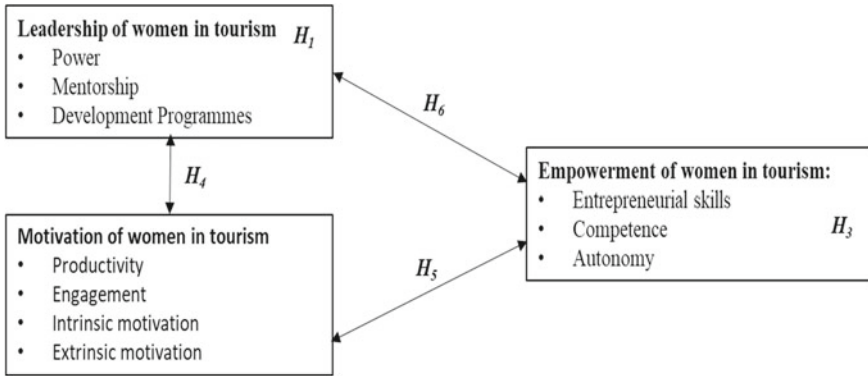 Leadership of women in tourism H1
• Power
• Mentorship
• Development Programmes
H6
H4
Empowerment of women in tourism:
• Entrepreneurial skills
• Competence H3
• Autonomy
Motivation of women in tourism
• Productivity
• Engagement
• Intrinsic motivation
• Extrinsic motivation
H5